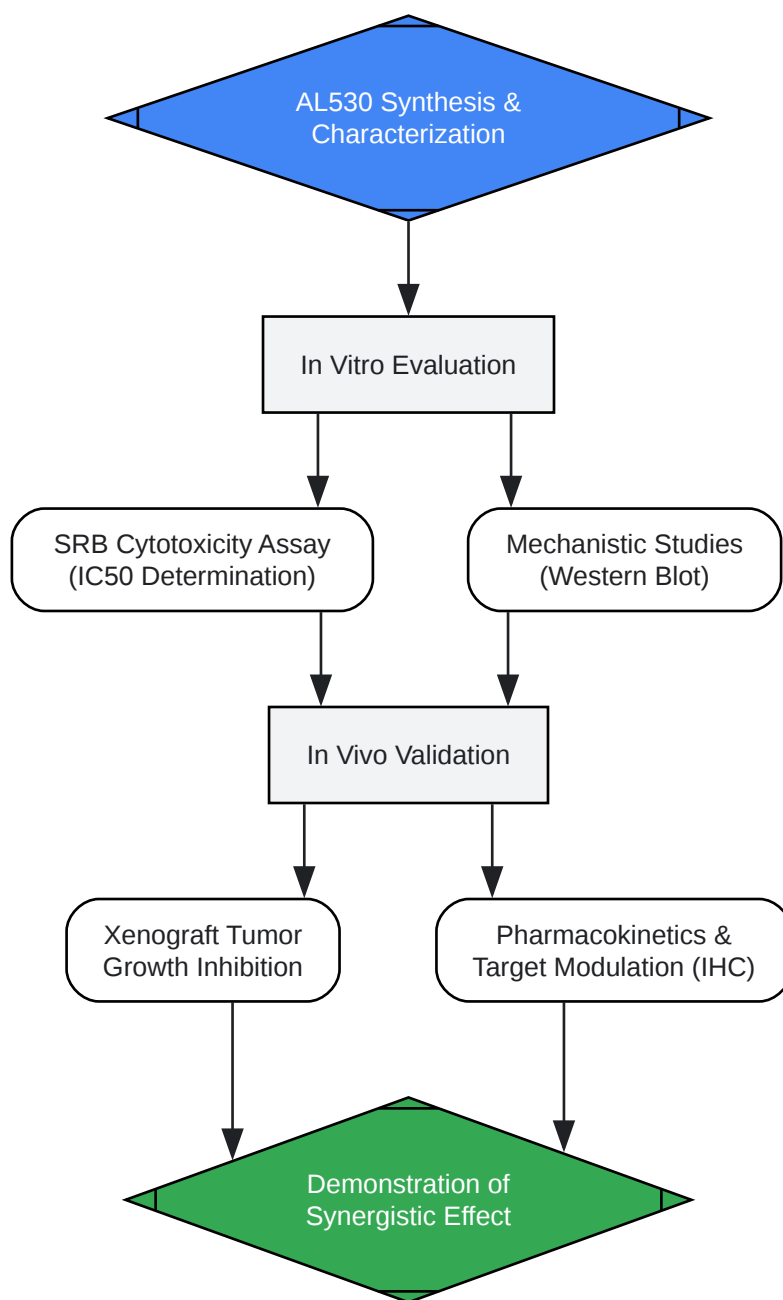 AL530 Synthesis &
Characterization
In Vitro Evaluation
SRB Cytotoxicity Assay
(IC50 Determination)
Mechanistic Studies
(Western Blot)
In Vivo Validation
Xenograft Tumor
Growth Inhibition
Pharmacokinetics &
Target Modulation (IHC)
Demonstration of
Synergistic Effect